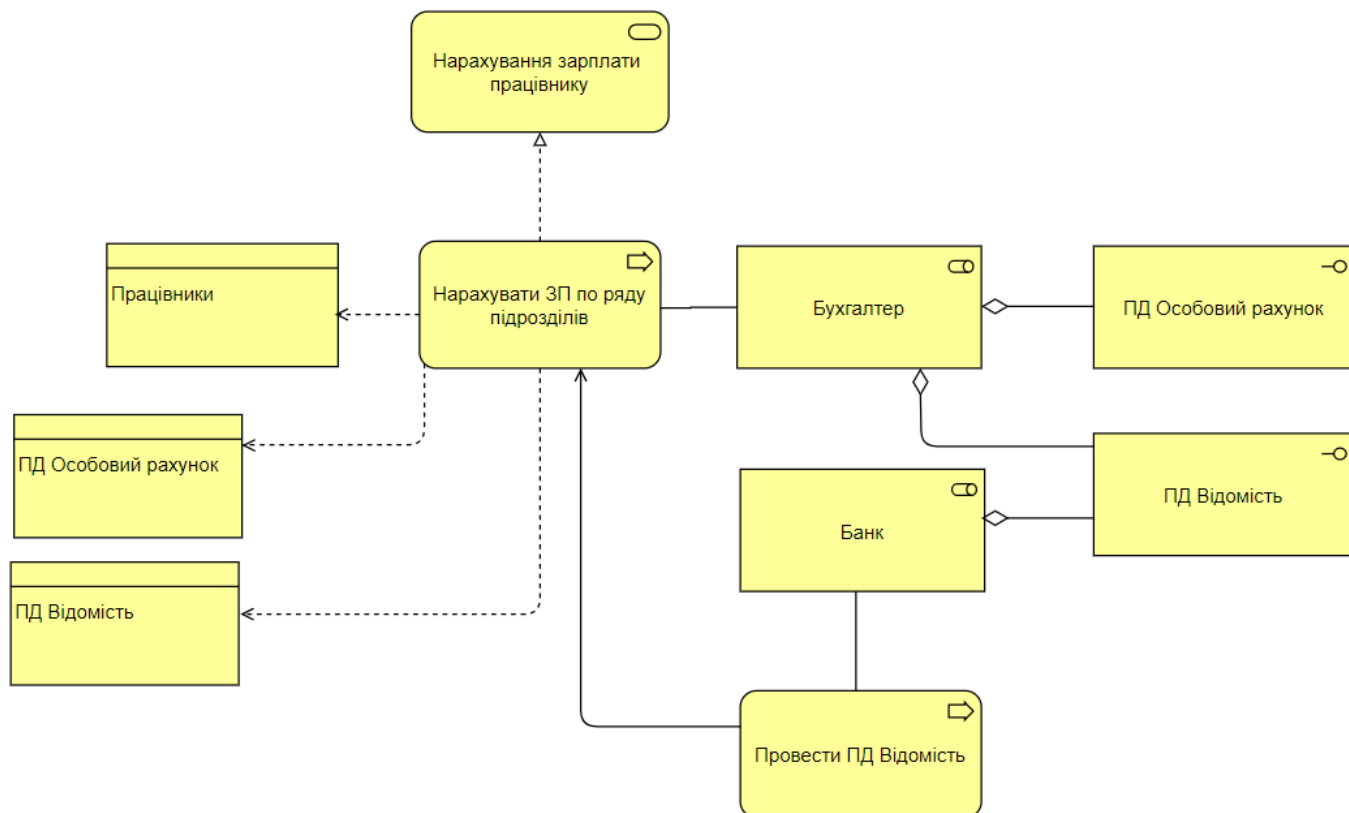 Нарахування зарплати
працівнику
Працівники
Нарахувати ЗП по ряду
підрозділів
Бухгалтер
ПД Особовий рахунок
ПД Особовий рахунок
ПД Відомість
Банк
ПД Відомість
Провести ПД Відомість